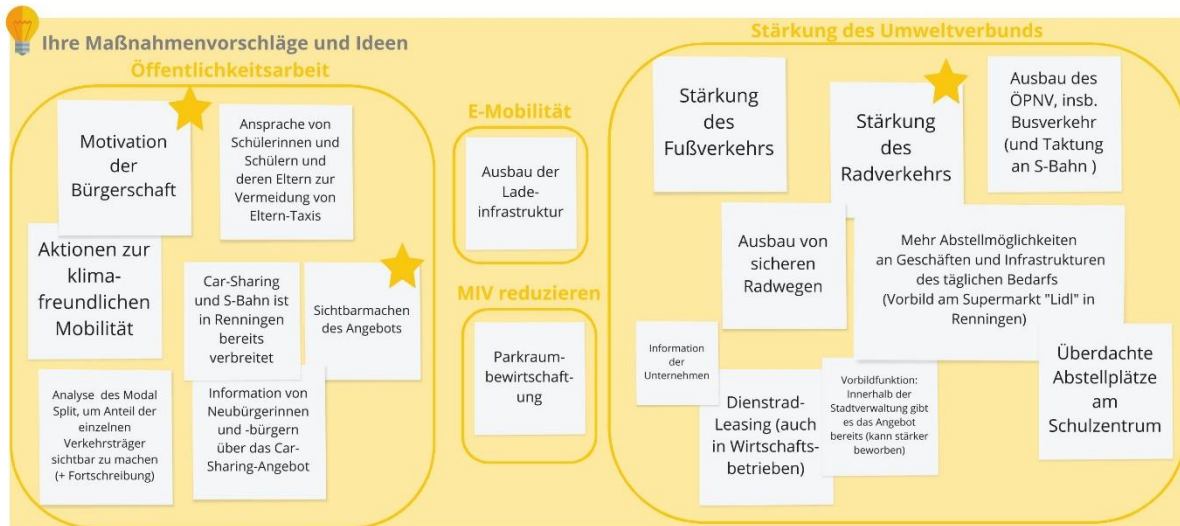 Ihre Maßnahmenvorschläge und Ideen
Öffentlichkeitsarbeit
Motivation
der
Bürgerschaft
Ansprache von
Schülerinnen und
Schülern und
deren Eltern zur
Vermeidung von
Eltern-Taxis
Aktionen zur
klima-
freundlichen
Mobilität
Car-Sharing
und S-Bahn ist
in Renningen
bereits
verbreitet
Sichtbarmachen
des Angebots
Analyse des Modal
Split, um Anteil der
einzelnen
Verkehrsträger
sichtbar zu machen
(+ Fortschreibung)
Information von
Neubürgerinnen
und -bürgern
über das Car-
Sharing-Angebot
E-Mobilität
Ausbau der
Lade-
infrastruktur
MIV reduzieren
Parkraum-
bewirtschaft-
ung
Stärkung des Umweltverbunds
Stärkung
des
Fußverkehrs
Stärkung
des
Radverkehrs
Ausbau des
ÖPNV, insb.
Busverkehr
(und Taktung
an S-Bahn )
Ausbau von
sicheren
Radwegen
Mehr Abstellmöglichkeiten
an Geschäften und Infrastrukturen
des täglichen Bedarfs
(Vorbild am Supermarkt "Lidl" in
Renningen)
Information
der
Unternehmen
Dienstrad-
Leasing (auch
in Wirtschafts-
betrieben)
Vorbildfunktion:
Innerhalb der
Stadtverwaltung gibt
es das Angebot
bereits (kann stärker
beworben)
Überdachte
Abstellplätze
am
Schulzentrum